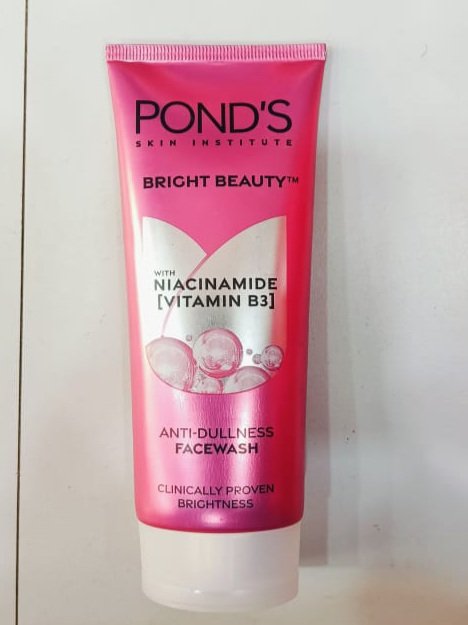 POND'S
SKIN INSTITUTE
BRIGHT BEAUTY™
WITH
NIACINAMIDE
[VITAMIN B3]
ANTI-DULLNESS
FACEWASH
CLINICALLY PROVEN
BRIGHTNESS